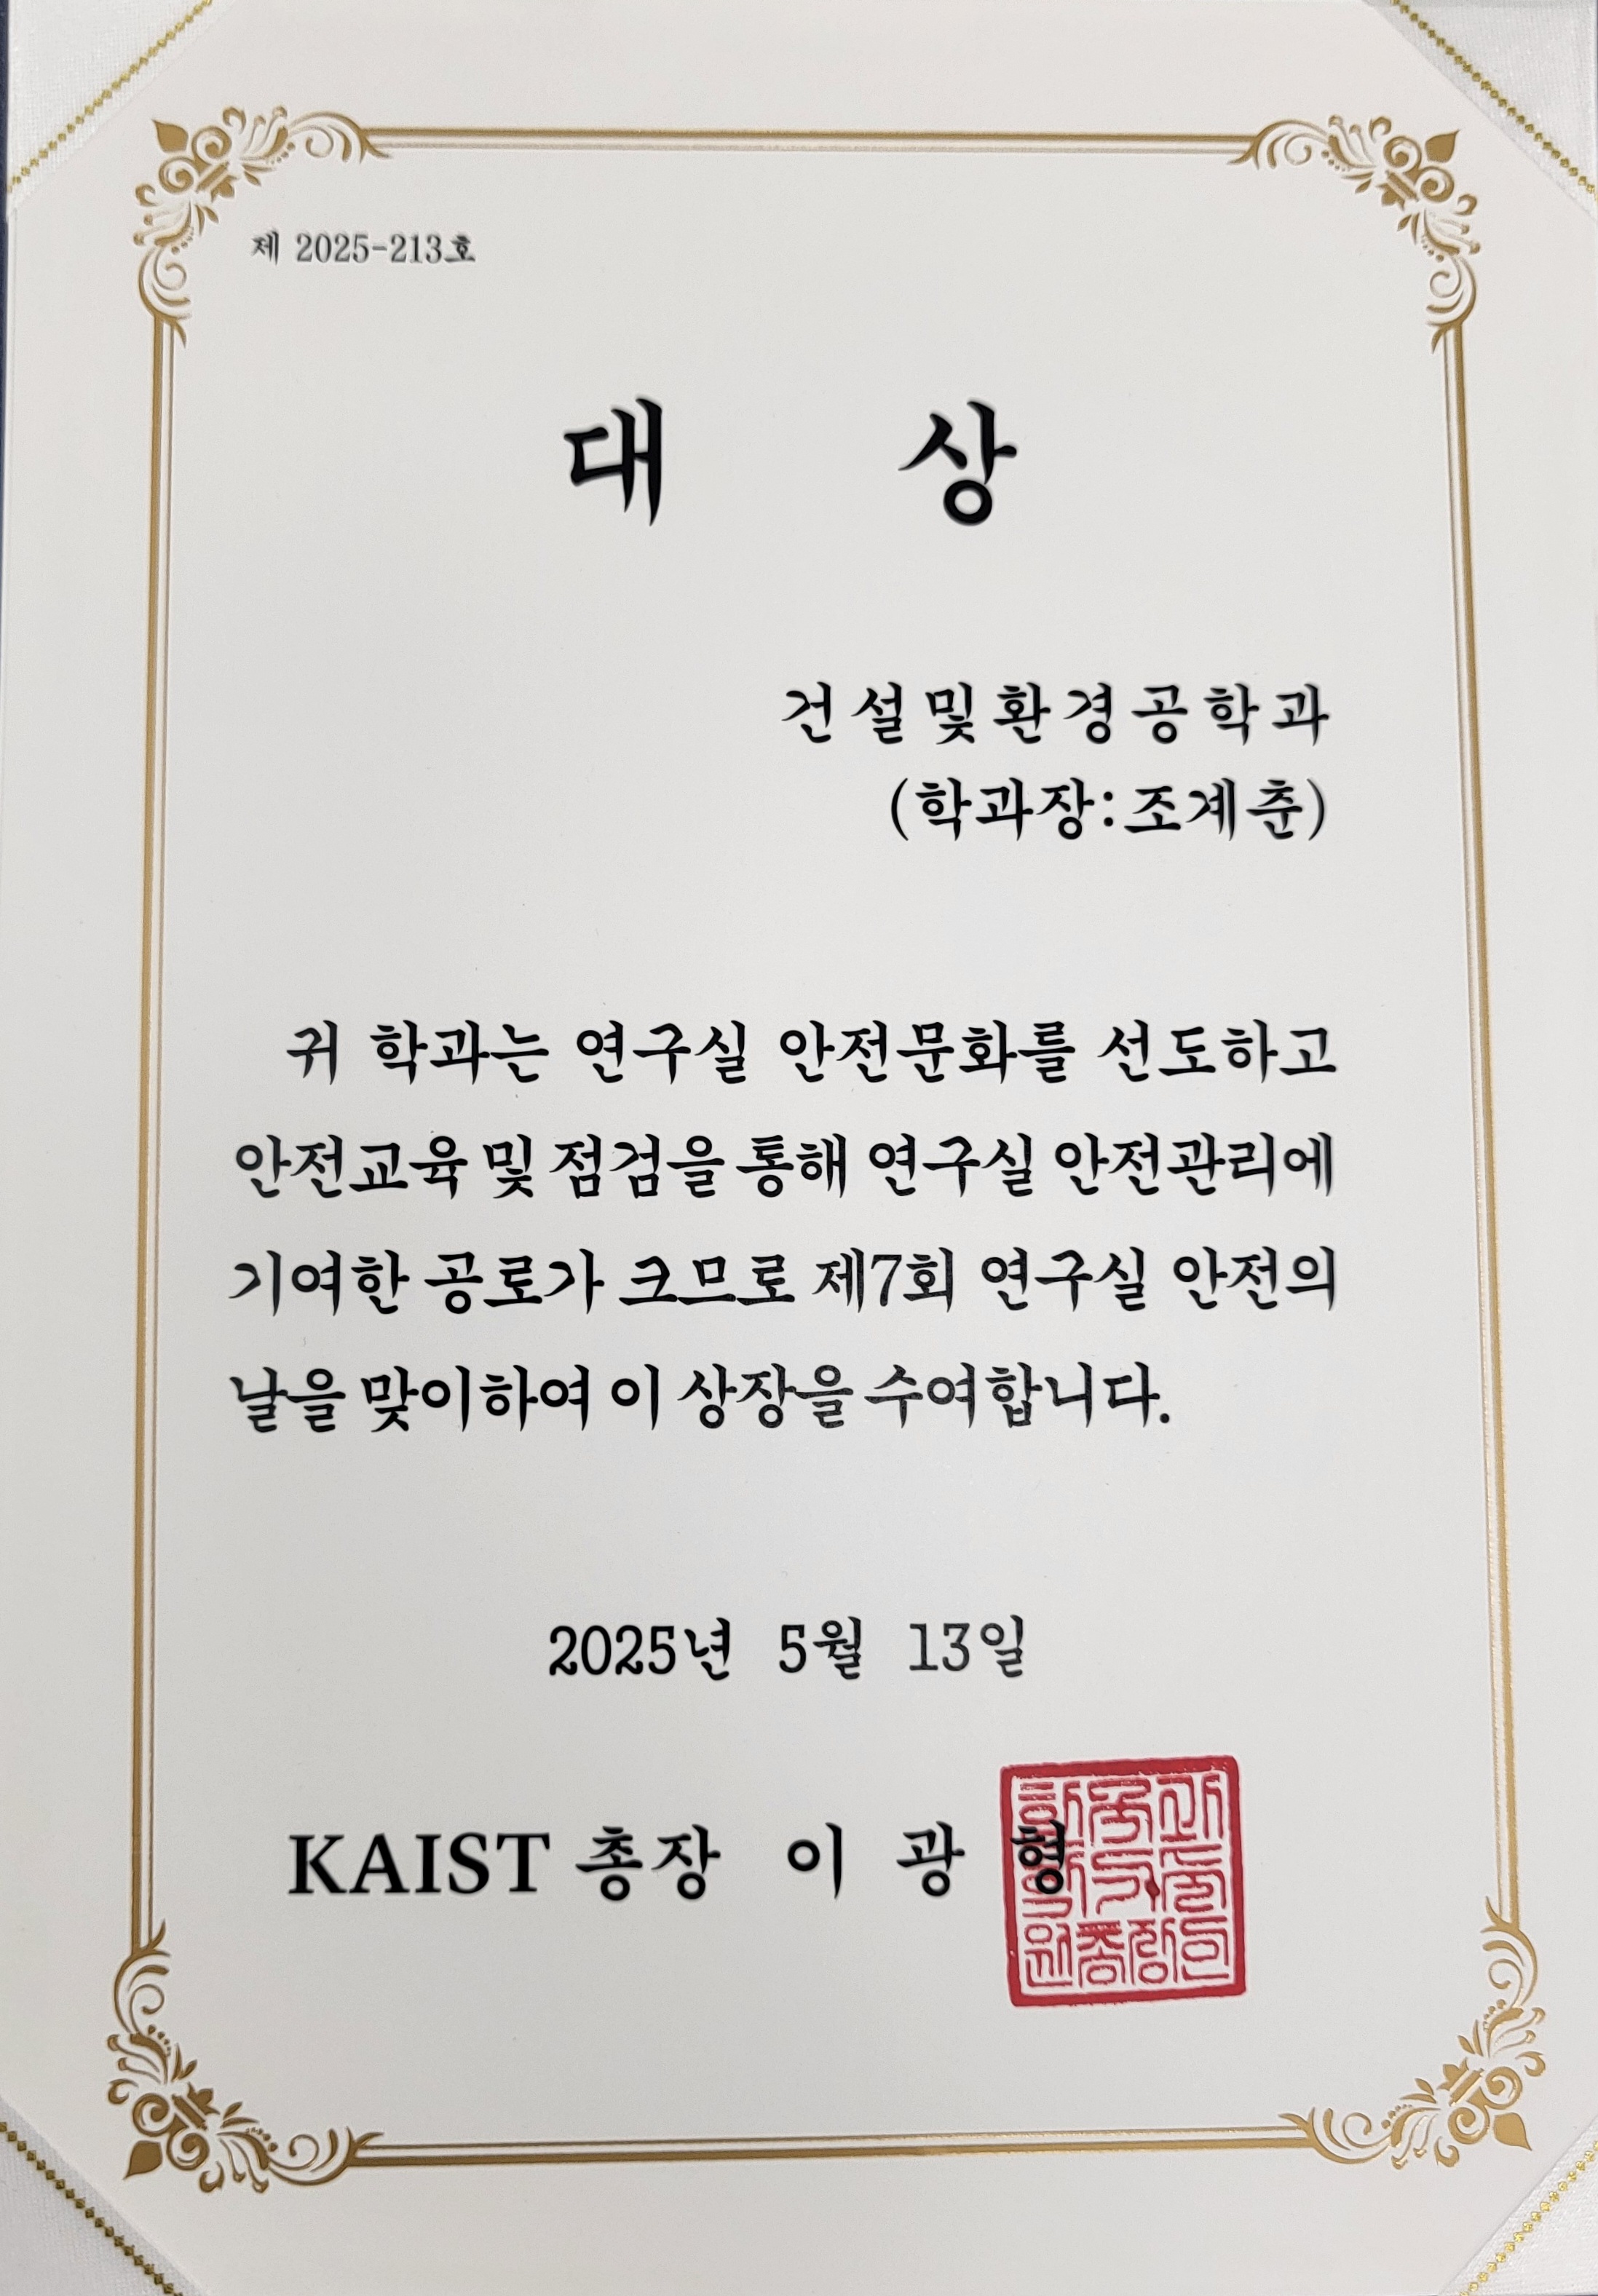 제 2025-213호
대 상
건설및환경공학과
(학과장:조계춘)
귀 학과는 연구실 안전문화를 선도하고
안전교육 및 점검을 통해 연구실 안전관리에
기여한 공로가 크므로 제7회 연구실 안전의
날을 맞이하여 이 상장을 수여합니다.
2025년 5월 13일
KAIST 총장 이 광 형